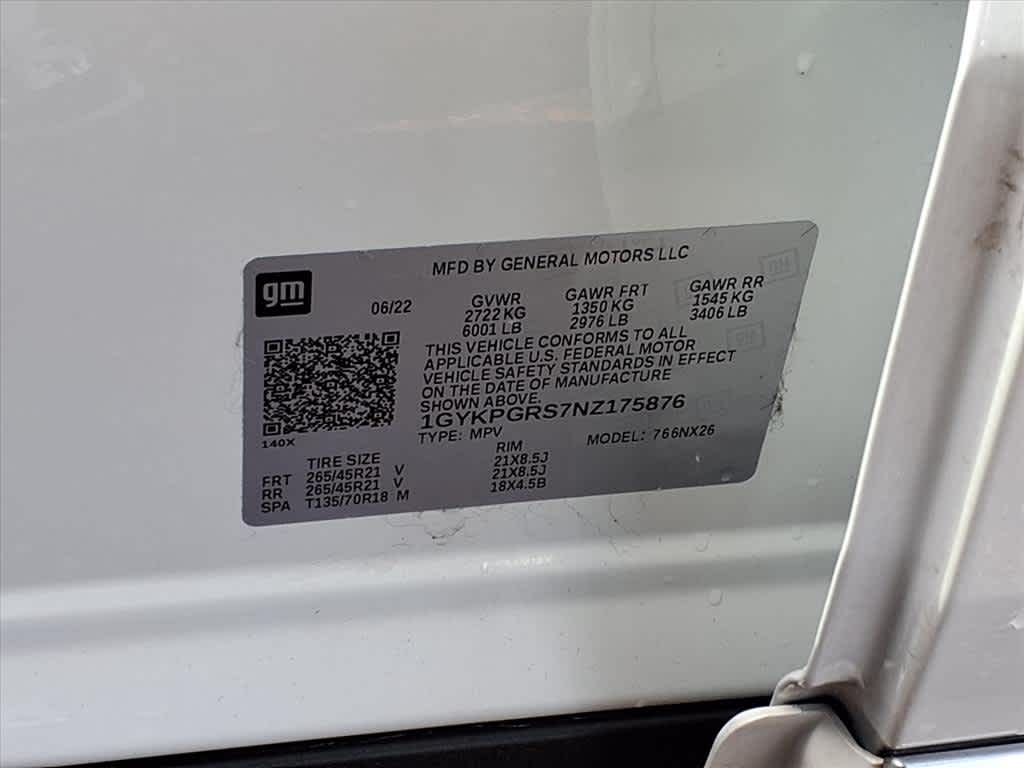 MFD BY GENERAL MOTORS LLC
gm
06/22
GVWR GAWR FRT GAWR RR
2722 KG 1350 KG 1545 KG
6001 LB 2976 LB 3406 LB
THIS VEHICLE CONFORMS TO ALL
APPLICABLE U.S. FEDERAL MOTOR
VEHICLE SAFETY STANDARDS IN EFFECT
ON THE DATE OF MANUFACTURE
SHOWN ABOVE.
1GYKPGRS7NZ175876
TYPE: MPV MODEL: 766NX26
140X
TIRE SIZE RIM
FRT 265/45R21 V 21X8.5J
RR 265/45R21 V 21X8.5J
SPA T135/70R18 M 18X4.5B